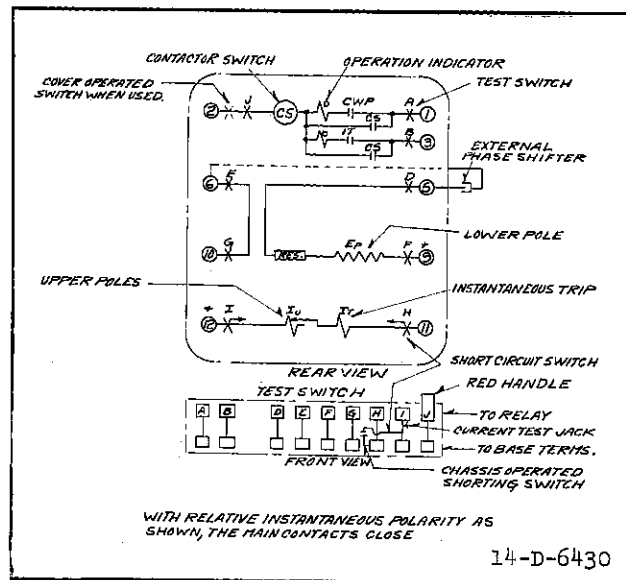 CONTACTOR SWITCH
OPERATION INDICATOR
COVER OPERATED
SWITCH WHEN USED.
TEST SWITCH
2 J CS O CWP A 1
CS
O IT B 3
CS
EXTERNAL
PHASE SHIFTER
6 E D 5
LOWER POLE
10 G RES. EP F + 9
UPPER POLES
INSTANTANEOUS TRIP
+ 12 I IU IT H 11
REAR VIEW
SHORT CIRCUIT SWITCH
RED HANDLE
TEST SWITCH
A B D E F G H I J
TO RELAY
CURRENT TEST JACK
TO BASE TERMS.
FRONT VIEW
CHASSIS OPERATED
SHORTING SWITCH
WITH RELATIVE INSTANTANEOUS POLARITY AS
SHOWN, THE MAIN CONTACTS CLOSE
14-D-6430